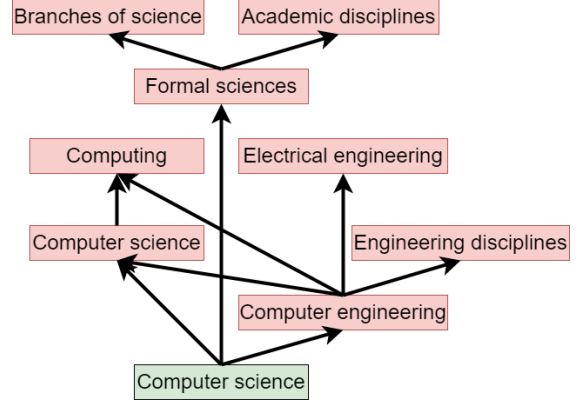 Branches of science
Academic disciplines
Formal sciences
Computing
Electrical engineering
Computer science
Engineering disciplines
Computer engineering
Computer science